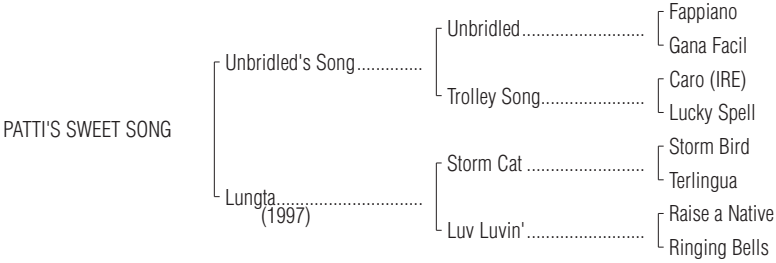 Fappiano
Unbridled........................
Gana Facil
Unbridled's Song..............
Caro (IRE)
Trolley Song.....................
Lucky Spell
PATTI'S SWEET SONG
Storm Bird
Storm Cat ........................
Terlingua
Lungta..............................
(1997)
Raise a Native
Luv Luvin'........................
Ringing Bells